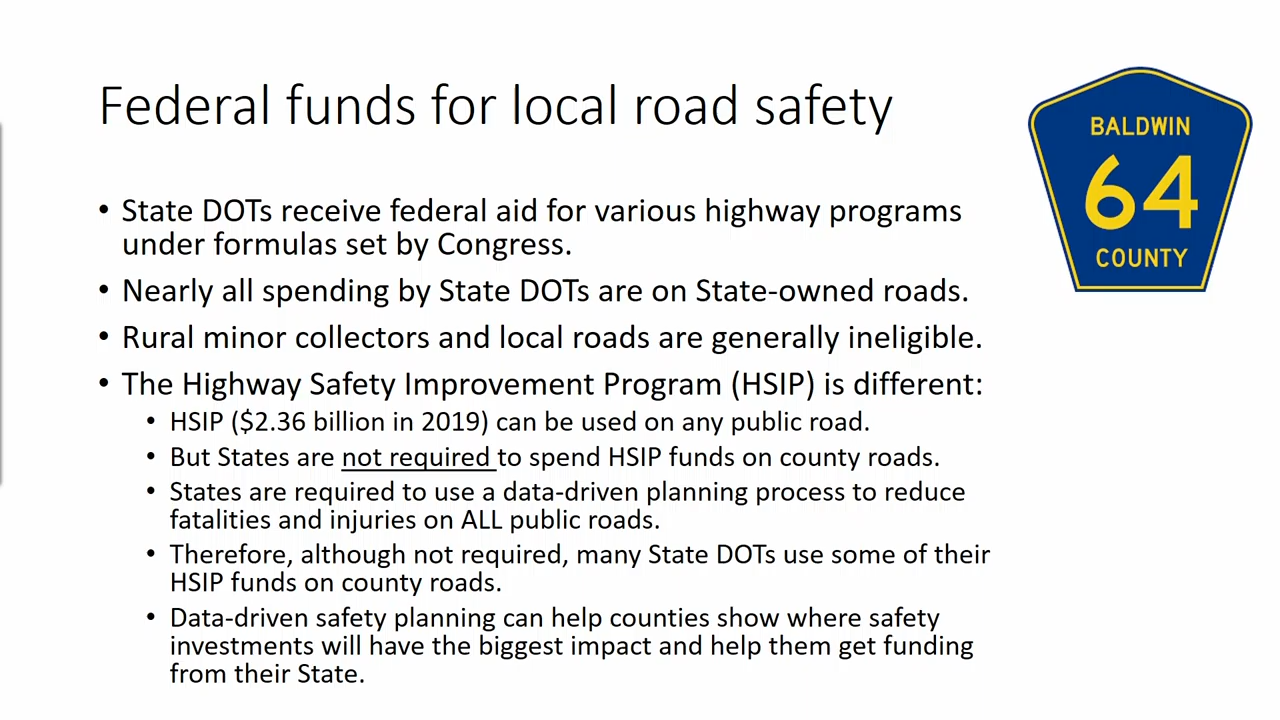 Federal funds for local road safety
BALDWIN
64
COUNTY
• State DOTs receive federal aid for various highway programs
under formulas set by Congress.
• Nearly all spending by State DOTs are on State-owned roads.
• Rural minor collectors and local roads are generally ineligible.
• The Highway Safety Improvement Program (HSIP) is different:
• HSIP ($2.36 billion in 2019) can be used on any public road.
• But States are not required to spend HSIP funds on county roads.
• States are required to use a data-driven planning process to reduce
fatalities and injuries on ALL public roads.
• Therefore, although not required, many State DOTs use some of their
HSIP funds on county roads.
• Data-driven safety planning can help counties show where safety
investments will have the biggest impact and help them get funding
from their State.